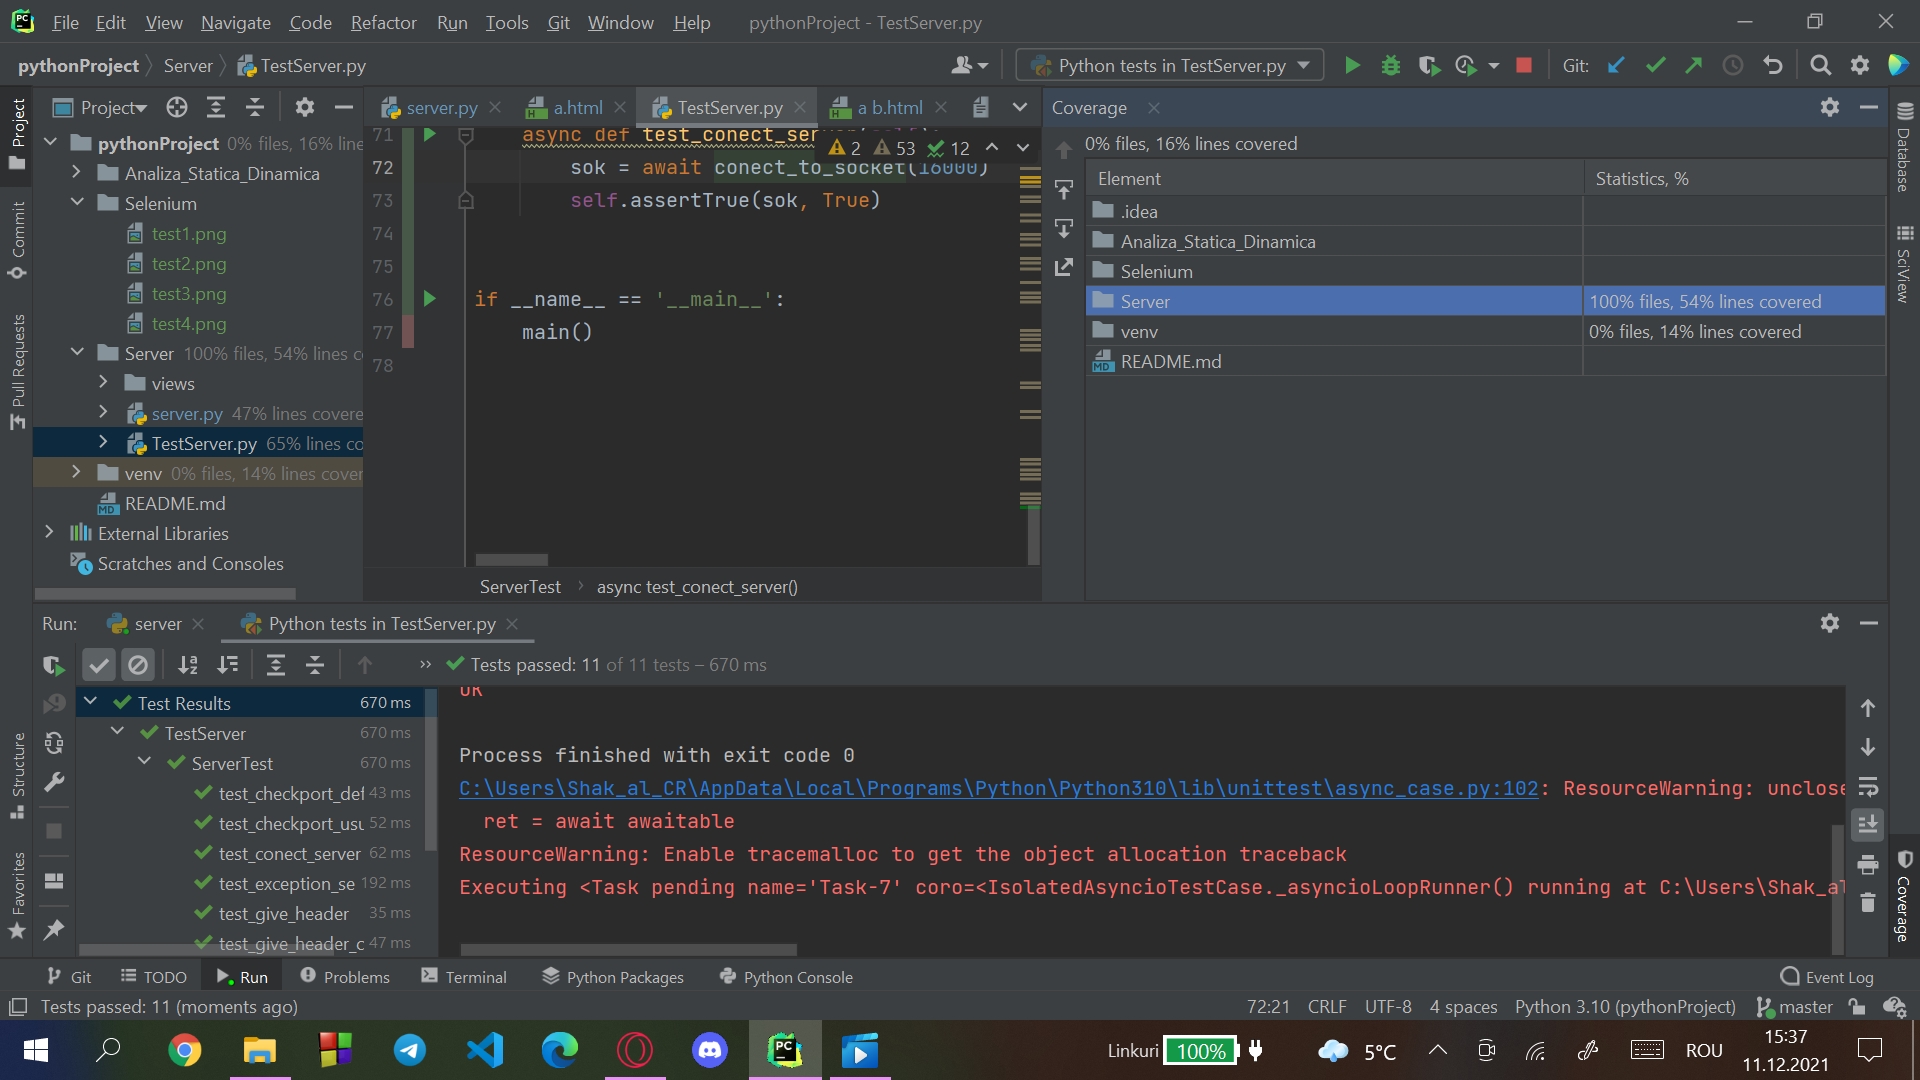 File Edit View Navigate Code Refactor Run Tools Git Window Help pythonProject - TestServer.py
pythonProject Server TestServer.py Python tests in TestServer.py Git:
Project server.py a.html TestServer.py a b.html Coverage
pythonProject 0% files, 16% line
Analiza_Statica_Dinamica
Selenium
test1.png
test2.png
test3.png
test4.png
Server 100% files, 54% lines c
views
server.py 47% lines covere
TestServer.py 65% lines co
venv 0% files, 14% lines cover
README.md
External Libraries
Scratches and Consoles
2 53 12
71 async def test_conect_ser
72 sok = await conect_to_socket(16000)
73 self.assertTrue(sok, True)
74
75
76 if __name__ == '__main__':
77 main()
78
ServerTest async test_conect_server()
0% files, 16% lines covered
Element Statistics, %
.idea
Analiza_Statica_Dinamica
Selenium
Server 100% files, 54% lines covered
venv 0% files, 14% lines covered
README.md
Project
Commit
Pull Requests
Structure
Favorites
Database
SciView
Coverage
Run: server Python tests in TestServer.py
Tests passed: 11 of 11 tests – 670 ms
Test Results 670 ms
TestServer 670 ms
ServerTest 670 ms
test_checkport_def 43 ms
test_checkport_usu 52 ms
test_conect_server 62 ms
test_exception_se 192 ms
test_give_header 35 ms
test_give_header_c 47 ms
OK
Process finished with exit code 0
C:\Users\Shak_al_CR\AppData\Local\Programs\Python\Python310\lib\unittest\async_case.py:102: ResourceWarning: unclose
ret = await awaitable
ResourceWarning: Enable tracemalloc to get the object allocation traceback
Executing <Task pending name='Task-7' coro=<IsolatedAsyncioTestCase._asyncioLoopRunner() running at C:\Users\Shak_al
Git TODO Run Problems Terminal Python Packages Python Console Event Log
Tests passed: 11 (moments ago) 72:21 CRLF UTF-8 4 spaces Python 3.10 (pythonProject) master
Linkuri 100% 5°C ROU 15:37
11.12.2021